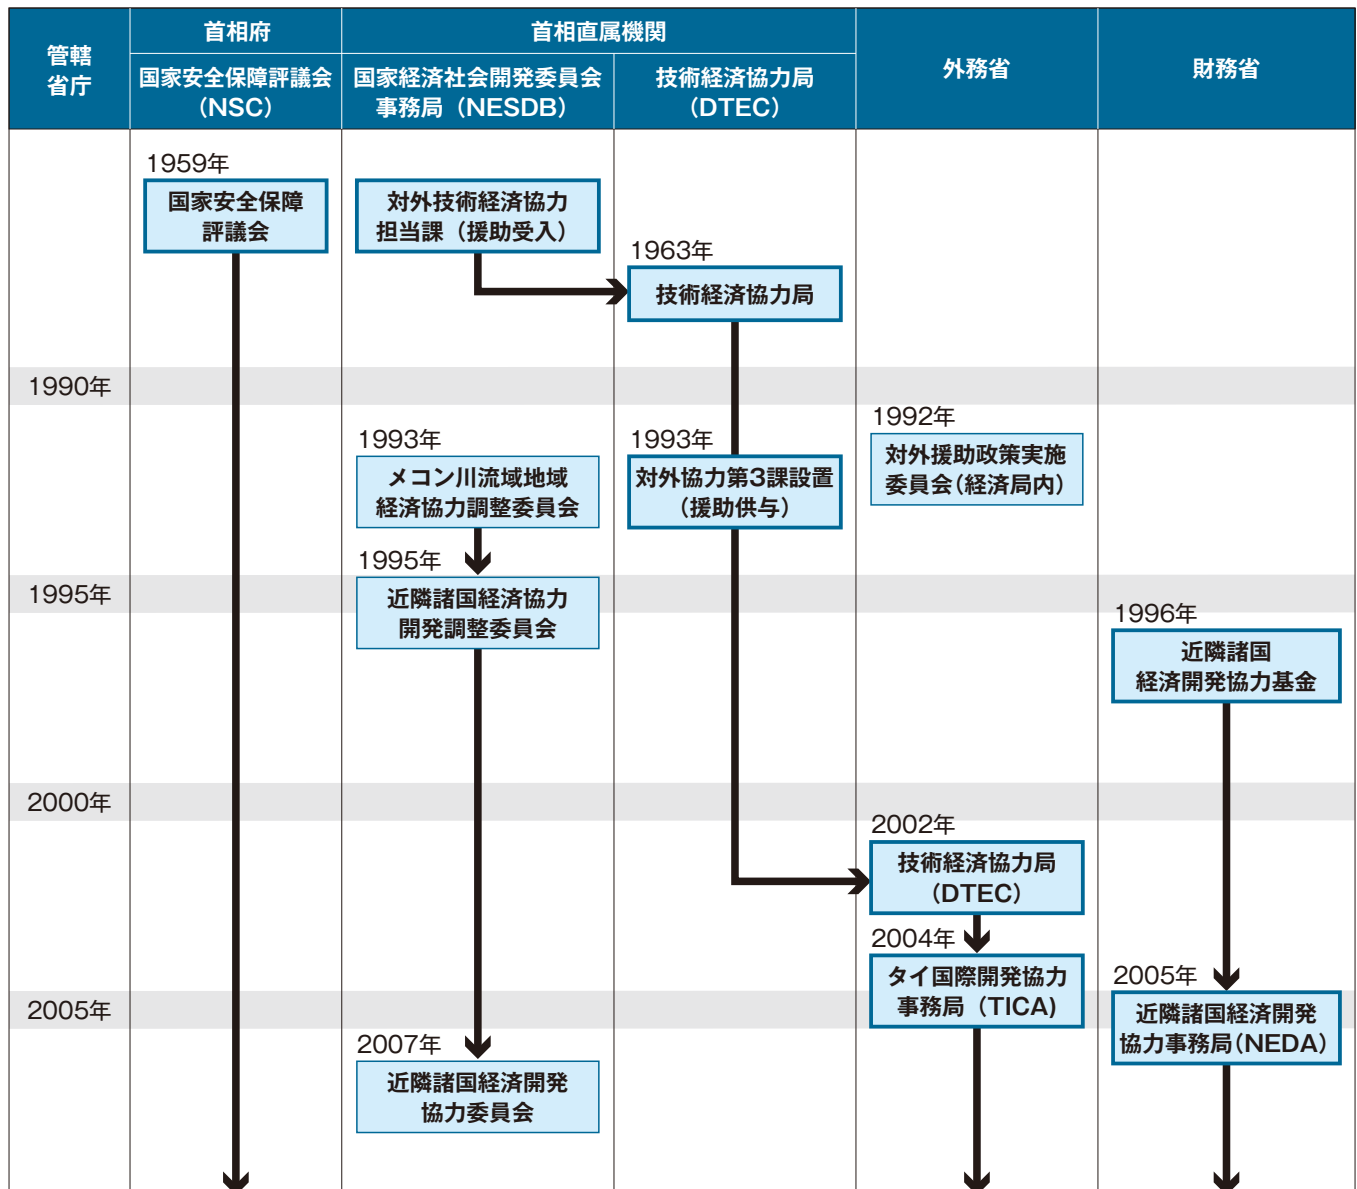 管轄
省庁
首相府
国家安全保障評議会
（NSC）
首相直属機関
国家経済社会開発委員会
事務局（NESDB）
技術経済協力局
（DTEC）
外務省
財務省
1959年
国家安全保障
評議会
対外技術経済協力
担当課（援助受入）
1963年
技術経済協力局
1990年
1992年
対外援助政策実施
委員会（経済局内）
1993年
メコン川流域地域
経済協力調整委員会
1993年
対外協力第3課設置
（援助供与）
1995年
1995年
近隣諸国経済協力
開発調整委員会
1996年
近隣諸国
経済開発協力基金
2000年
2002年
技術経済協力局
（DTEC）
2004年
タイ国際開発協力
事務局（TICA)
2005年
2005年
近隣諸国経済開発
協力事務局（NEDA）
2007年
近隣諸国経済開発
協力委員会